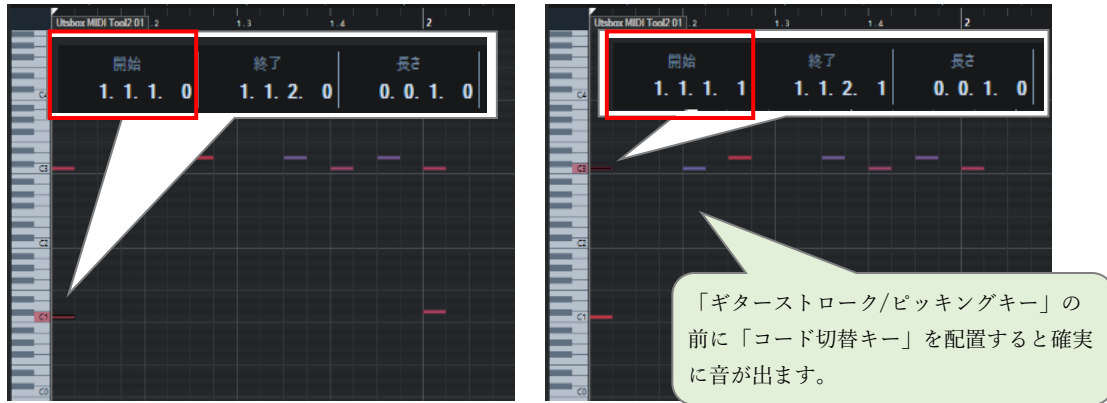 Utsbox MIDI Tool2 01 .2 1.3 1.4 2
開始 終了 長さ
1. 1. 1. 0 1. 1. 2. 0 0. 0. 1. 0
C4
C3
C2
C1
C0
Utsbox MIDI Tool2 01 .2 1.3 1.4 2
開始 終了 長さ
1. 1. 1. 1 1. 1. 2. 1 0. 0. 1. 0
C4
C3
C2
C1
C0
「ギターストローク/ピッキングキー」の
前に「コード切替キー」を配置すると確実
に音が出ます。